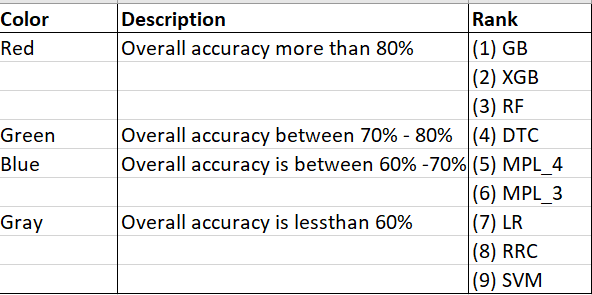 Color Description Rank
Red Overall accuracy more than 80% (1) GB
(2) XGB
(3) RF
Green Overall accuracy between 70% - 80% (4) DTC
Blue Overall accuracy is between 60% -70% (5) MPL_4
(6) MPL_3
Gray Overall accuracy is lessthan 60% (7) LR
(8) RRC
(9) SVM